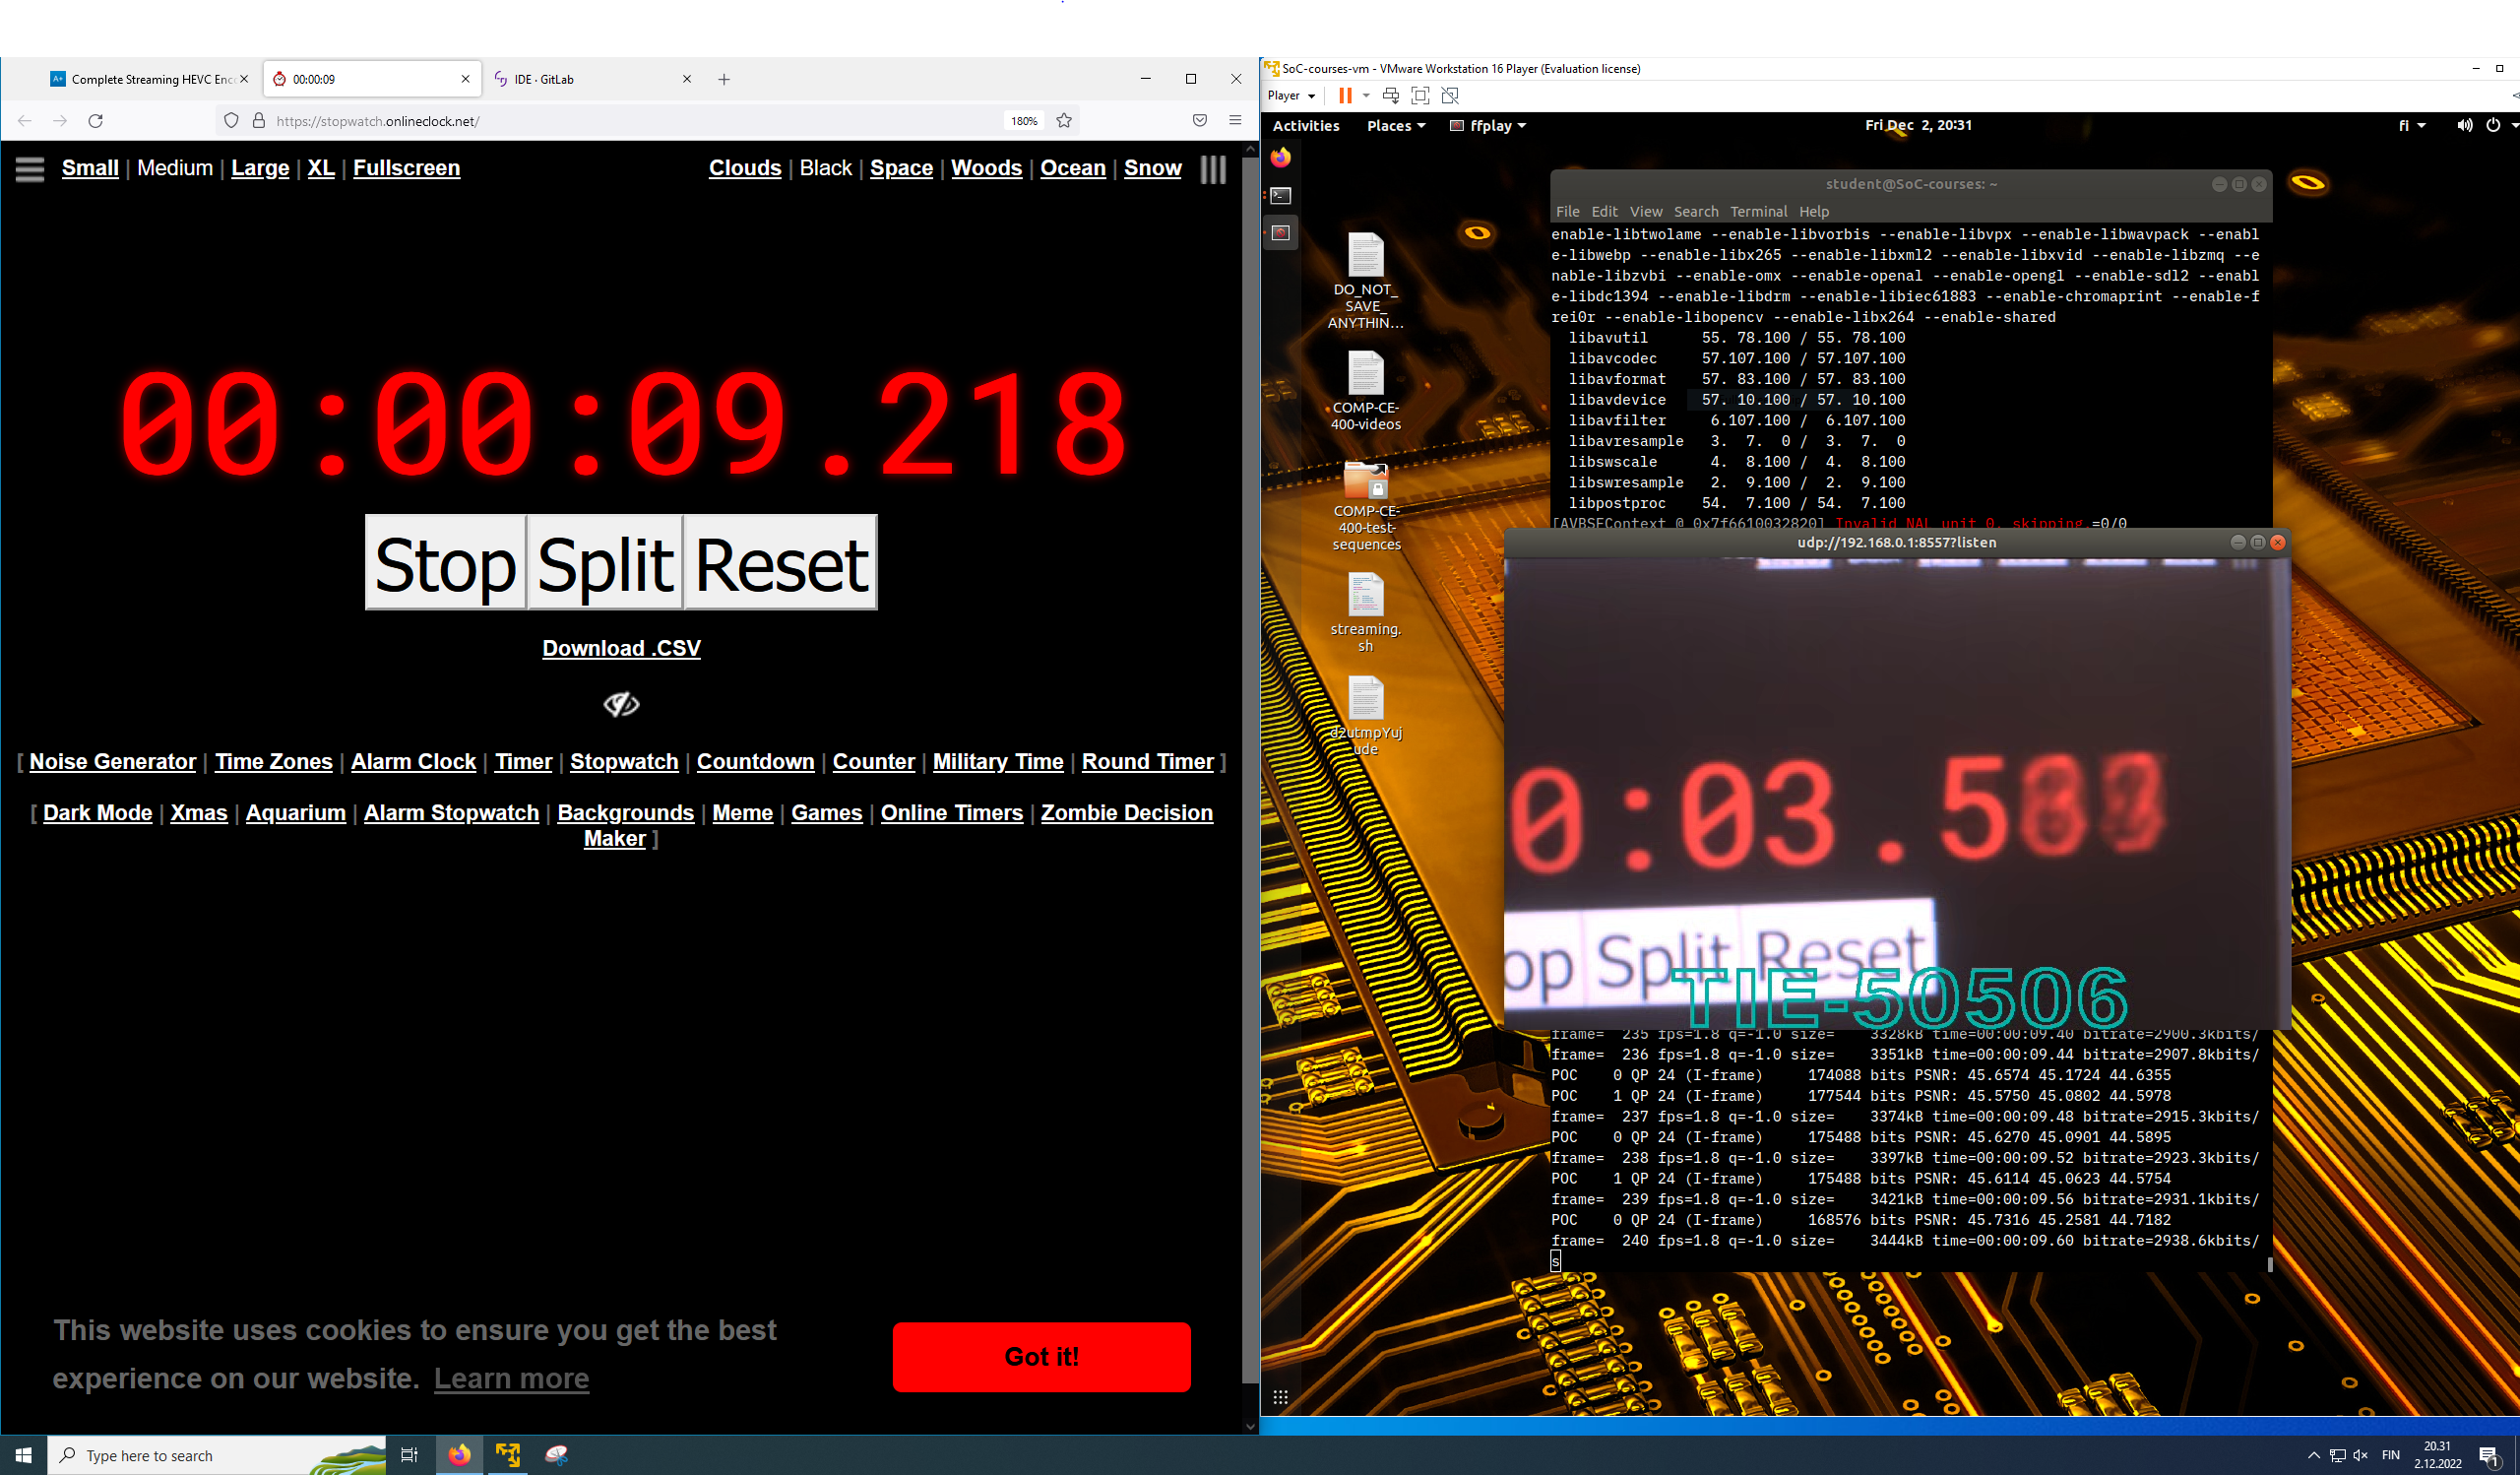 Complete Streaming HEVC Enc
00:00:09
IDE · GitLab
https://stopwatch.onlineclock.net/
180%
Small | Medium | Large | XL | Fullscreen
Clouds | Black | Space | Woods | Ocean | Snow
00:00:09.218
Stop Split Reset
Download .CSV
[ Noise Generator | Time Zones | Alarm Clock | Timer | Stopwatch | Countdown | Counter | Military Time | Round Timer ]
[ Dark Mode | Xmas | Aquarium | Alarm Stopwatch | Backgrounds | Meme | Games | Online Timers | Zombie Decision
Maker ]
This website uses cookies to ensure you get the best
experience on our website. Learn more
Got it!
SoC-courses-vm - VMware Workstation 16 Player (Evaluation license)
Player
Activities Places ffplay Fri Dec 2, 20:31 fi
DO_NOT_
SAVE_
ANYTHIN...
COMP-CE-
400-videos
COMP-CE-
400-test-
sequences
streaming.
sh
d2utmpYuj
ude
student@SoC-courses: ~
File Edit View Search Terminal Help
enable-libtwolame --enable-libvorbis --enable-libvpx --enable-libwavpack --enabl
e-libwebp --enable-libx265 --enable-libxml2 --enable-libxvid --enable-libzmq --e
nable-libzvbi --enable-omx --enable-openal --enable-opengl --enable-sdl2 --enabl
e-libdc1394 --enable-libdrm --enable-libiec61883 --enable-chromaprint --enable-f
rei0r --enable-libopencv --enable-libx264 --enable-shared
libavutil 55. 78.100 / 55. 78.100
libavcodec 57.107.100 / 57.107.100
libavformat 57. 83.100 / 57. 83.100
libavdevice 57. 10.100 / 57. 10.100
libavfilter 6.107.100 / 6.107.100
libavresample 3. 7. 0 / 3. 7. 0
libswscale 4. 8.100 / 4. 8.100
libswresample 2. 9.100 / 2. 9.100
libpostproc 54. 7.100 / 54. 7.100
[AVBSFContext @ 0x7f6610032820] Invalid NAL unit 0, skipping.=0/0
udp://192.168.0.1:8557?listen
0:03.5
op Split Reset
TIE-50506
frame= 235 fps=1.8 q=-1.0 size= 3328kB time=00:00:09.40 bitrate=2900.3kbits/
frame= 236 fps=1.8 q=-1.0 size= 3351kB time=00:00:09.44 bitrate=2907.8kbits/
POC 0 QP 24 (I-frame) 174088 bits PSNR: 45.6574 45.1724 44.6355
POC 1 QP 24 (I-frame) 177544 bits PSNR: 45.5750 45.0802 44.5978
frame= 237 fps=1.8 q=-1.0 size= 3374kB time=00:00:09.48 bitrate=2915.3kbits/
POC 0 QP 24 (I-frame) 175488 bits PSNR: 45.6270 45.0901 44.5895
frame= 238 fps=1.8 q=-1.0 size= 3397kB time=00:00:09.52 bitrate=2923.3kbits/
POC 1 QP 24 (I-frame) 175488 bits PSNR: 45.6114 45.0623 44.5754
frame= 239 fps=1.8 q=-1.0 size= 3421kB time=00:00:09.56 bitrate=2931.1kbits/
POC 0 QP 24 (I-frame) 168576 bits PSNR: 45.7316 45.2581 44.7182
frame= 240 fps=1.8 q=-1.0 size= 3444kB time=00:00:09.60 bitrate=2938.6kbits/
s
Type here to search
FIN
20.31
2.12.2022
1